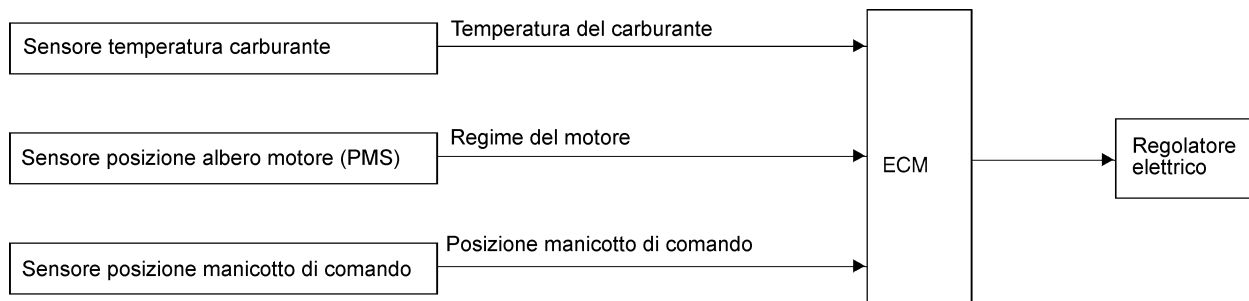 Sensore temperatura carburante
Temperatura del carburante
Sensore posizione albero motore (PMS)
Regime del motore
Sensore posizione manicotto di comando
Posizione manicotto di comando
ECM
Regolatore
elettrico